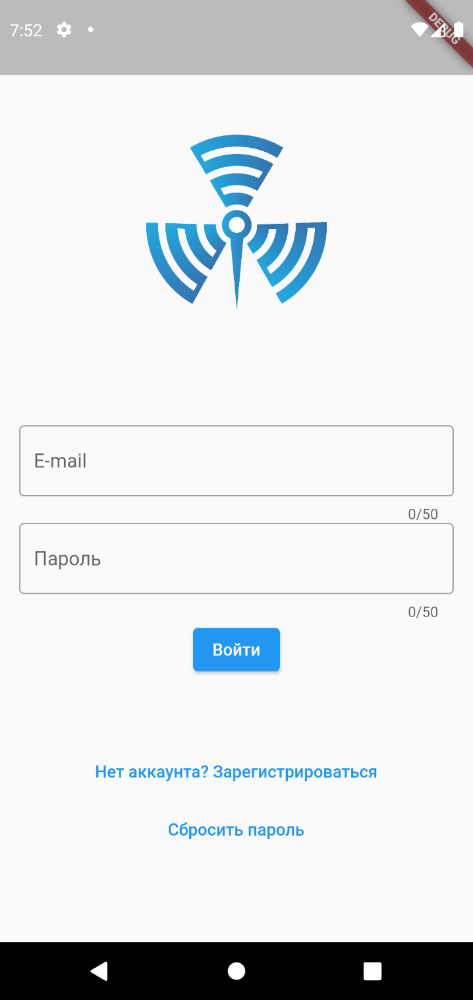 7:52
DEBUG
E-mail
0/50
Пароль
0/50
Войти
Нет аккаунта? Зарегистрироваться
Сбросить пароль